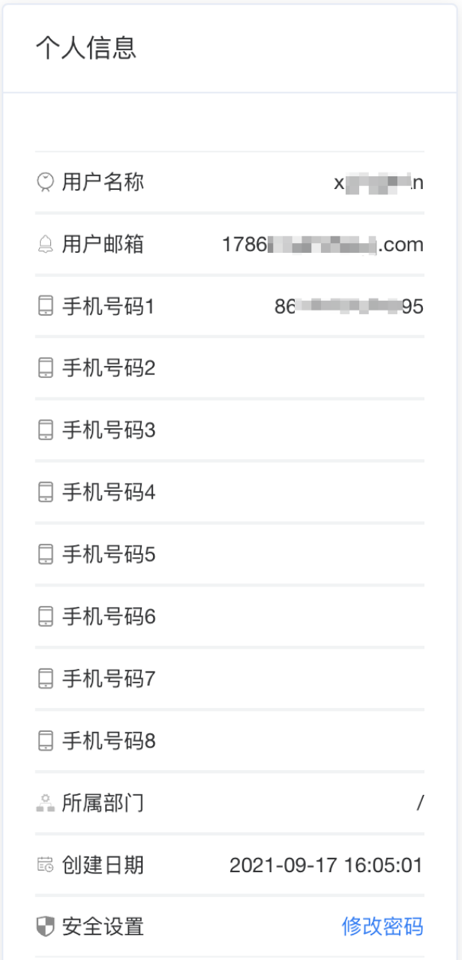 个人信息
用户名称 x n
用户邮箱 1786 .com
手机号码1 86 95
手机号码2
手机号码3
手机号码4
手机号码5
手机号码6
手机号码7
手机号码8
所属部门 /
创建日期 2021-09-17 16:05:01
安全设置 修改密码